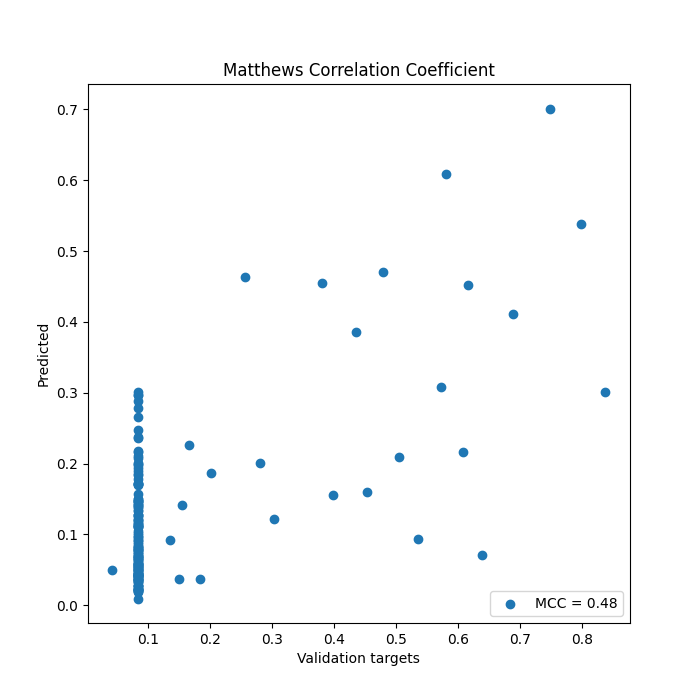 Matthews Correlation Coefficient
0.7
0.6
0.5
0.4
0.3
0.2
0.1
0.0
Predicted
MCC = 0.48
0.1 0.2 0.3 0.4 0.5 0.6 0.7 0.8
Validation targets